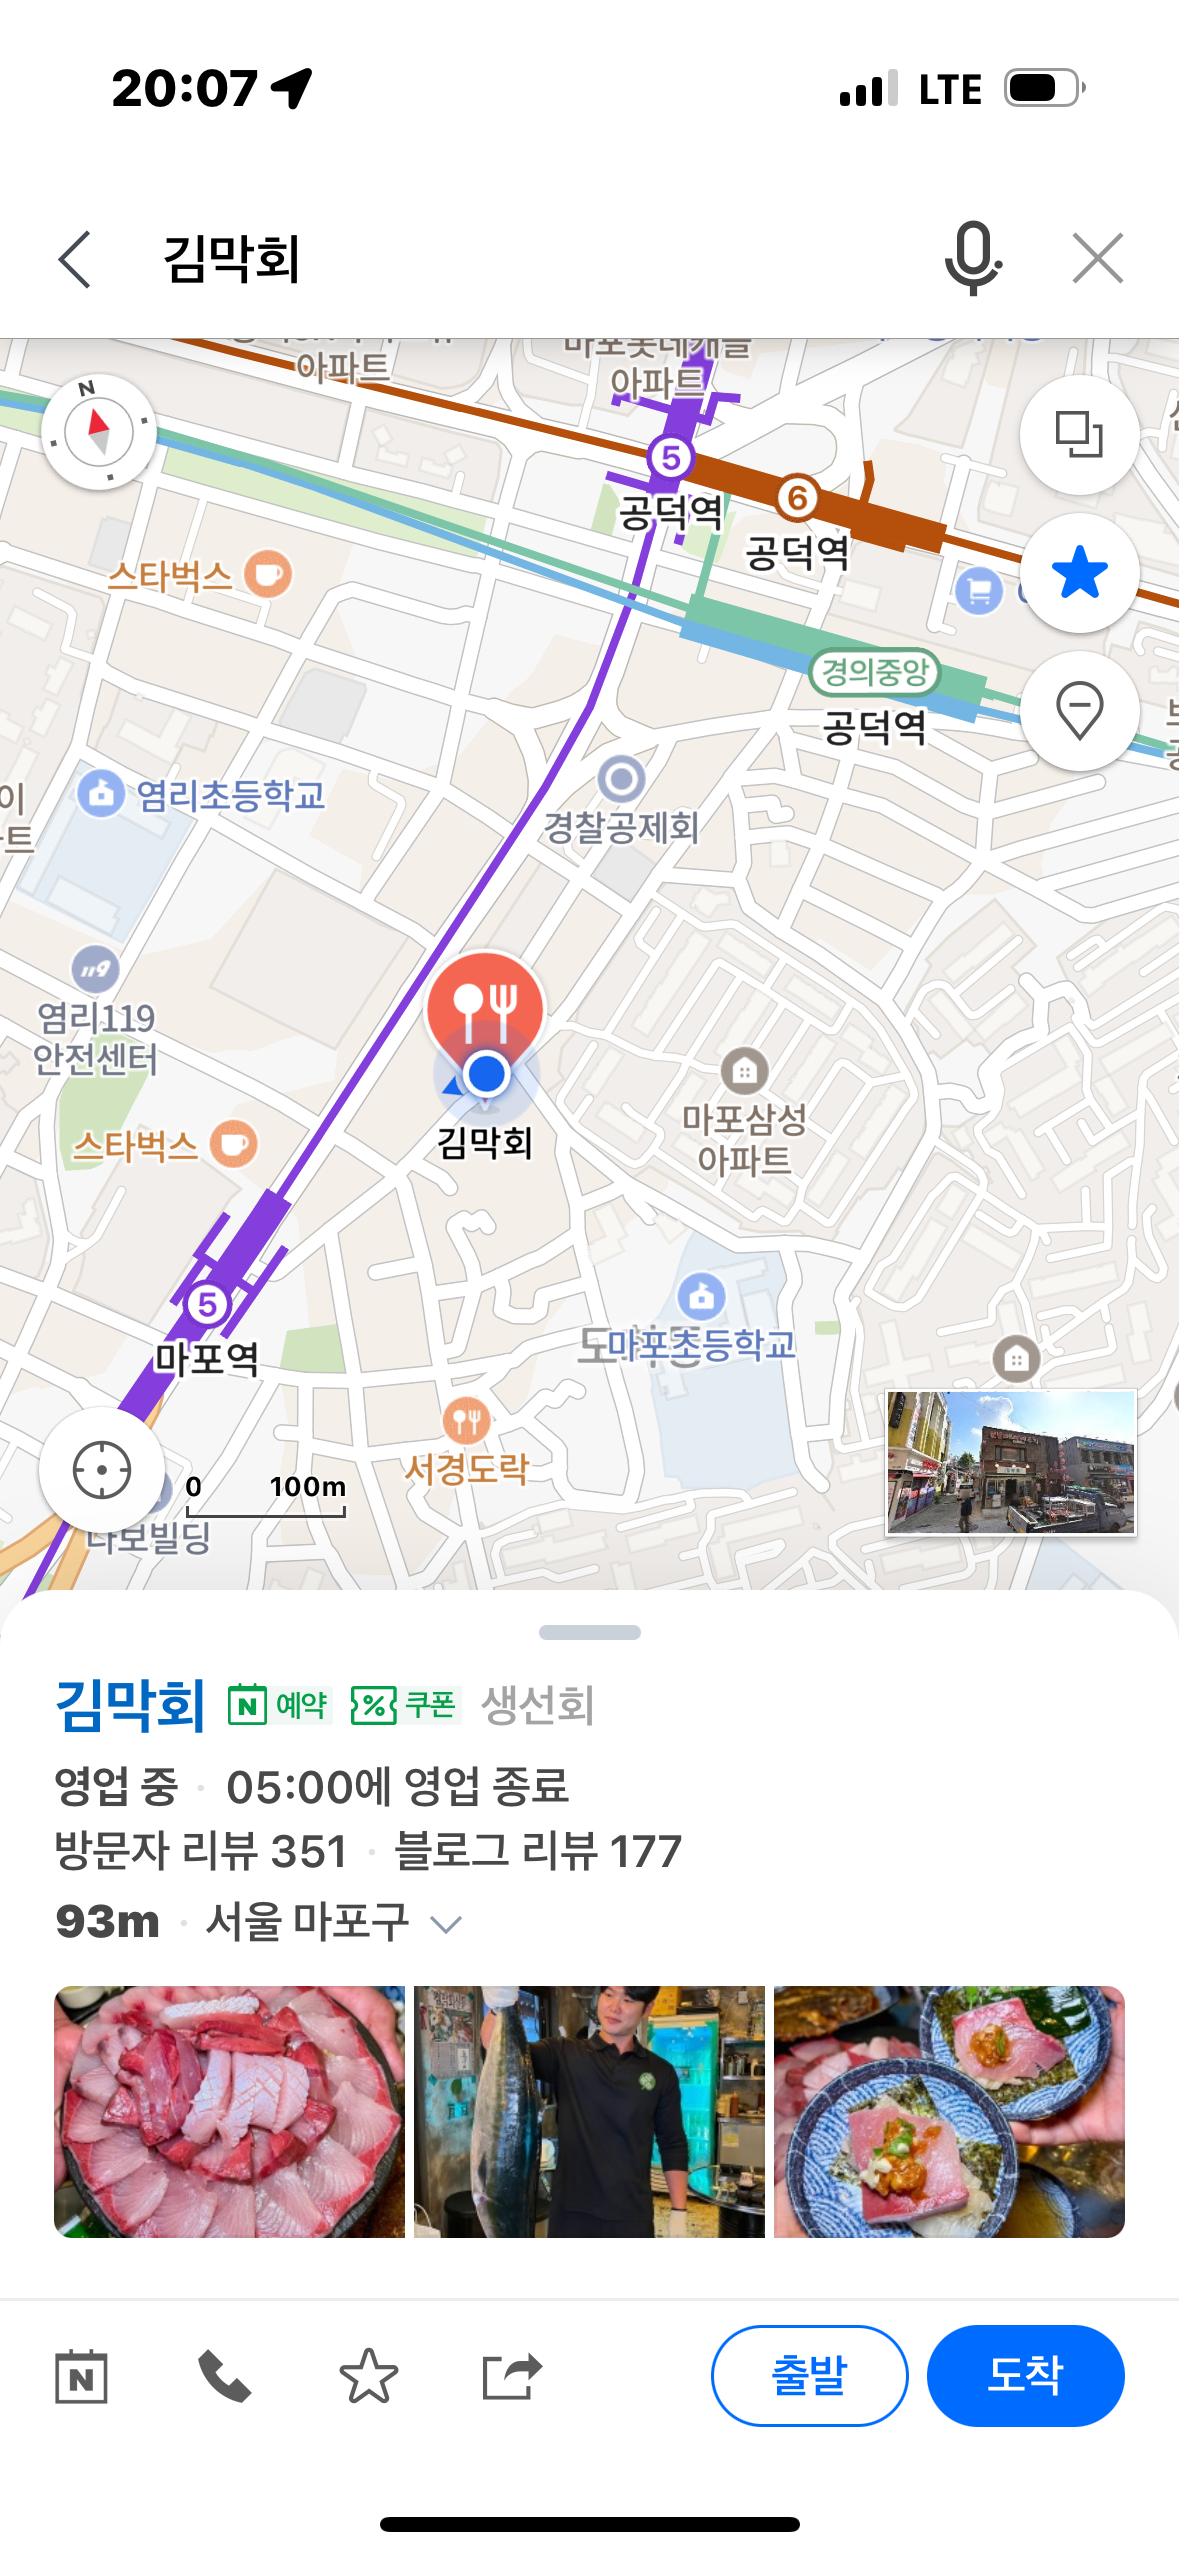 20:07
LTE
김막회
N
아파트
아파트
5
공덕역
6
공덕역
스타벅스
경의중앙
공덕역
염리초등학교
경찰공제회
염리119
안전센터
김막회
마포삼성
아파트
스타벅스
5
마포역
마포초등학교
서경도락
0 100m
다보빌딩
김막회 N 예약 % 쿠폰 생선회
영업 중 · 05:00에 영업 종료
방문자 리뷰 351 · 블로그 리뷰 177
93m · 서울 마포구
N
출발
도착